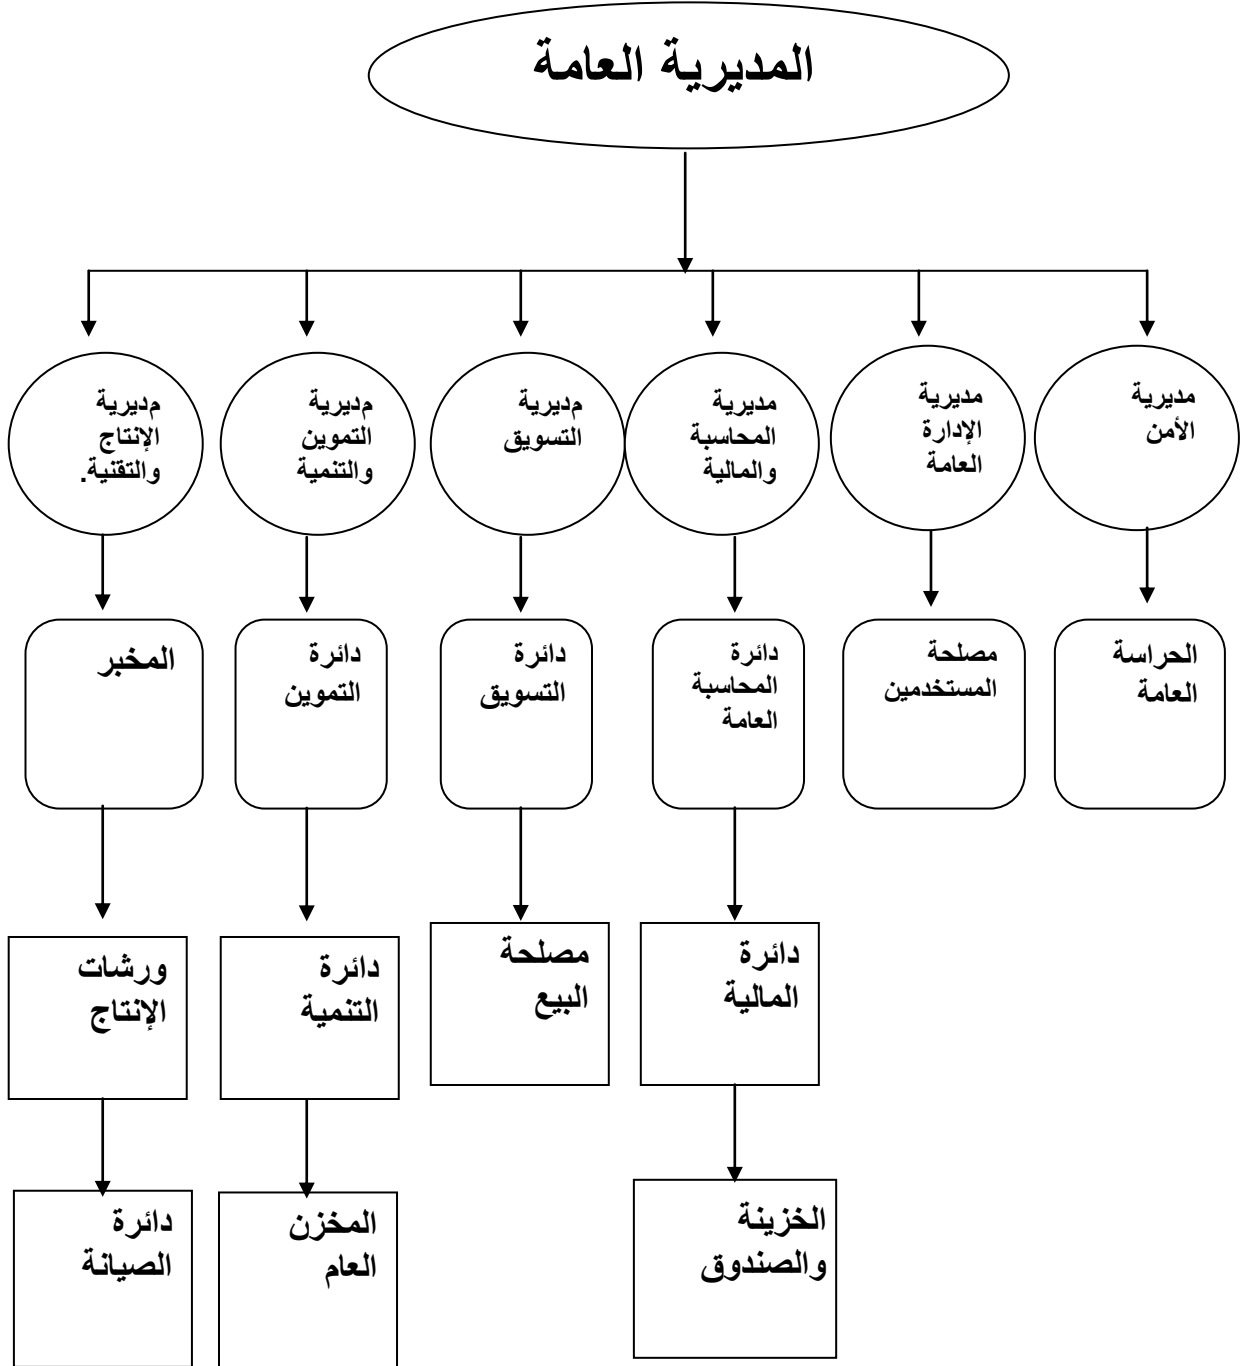 المديرية العامة
مديرية
الأمن
مديرية
الإدارة
العامة
مديرية
المحاسبة
والمالية
مديرية
التسويق
مديرية
التموين
والتنمية
مديرية
الإنتاج
والتقنية.
الحراسة
العامة
مصلحة
المستخدمين
دائرة
المحاسبة
العامة
دائرة
التسويق
دائرة
التموين
المخبر
دائرة
المالية
مصلحة
البيع
دائرة
التنمية
ورشات
الإنتاج
الخزينة
والصندوق
المخزن
العام
دائرة
الصيانة